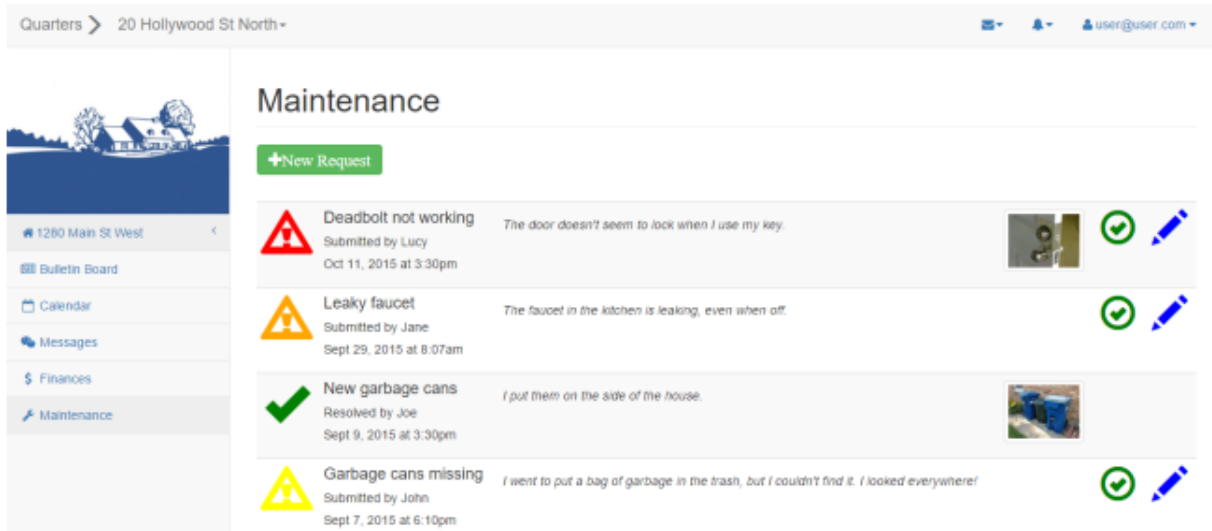 Quarters
20 Hollywood St North
user@user.com
Maintenance
New Request
1280 Main St West
Bulletin Board
Calendar
Messages
$ Finances
Maintenance
Deadbolt not working
Submitted by Lucy
Oct 11, 2015 at 3:30pm
The door doesn't seem to lock when I use my key.
Leaky faucet
Submitted by Jane
Sept 29, 2015 at 8:07am
The faucet in the kitchen is leaking, even when off.
New garbage cans
Resolved by Joe
Sept 9, 2015 at 3:30pm
I put them on the side of the house.
Garbage cans missing
Submitted by John
Sept 7, 2015 at 6:10pm
I went to put a bag of garbage in the trash, but I couldn't find it. I looked everywhere!